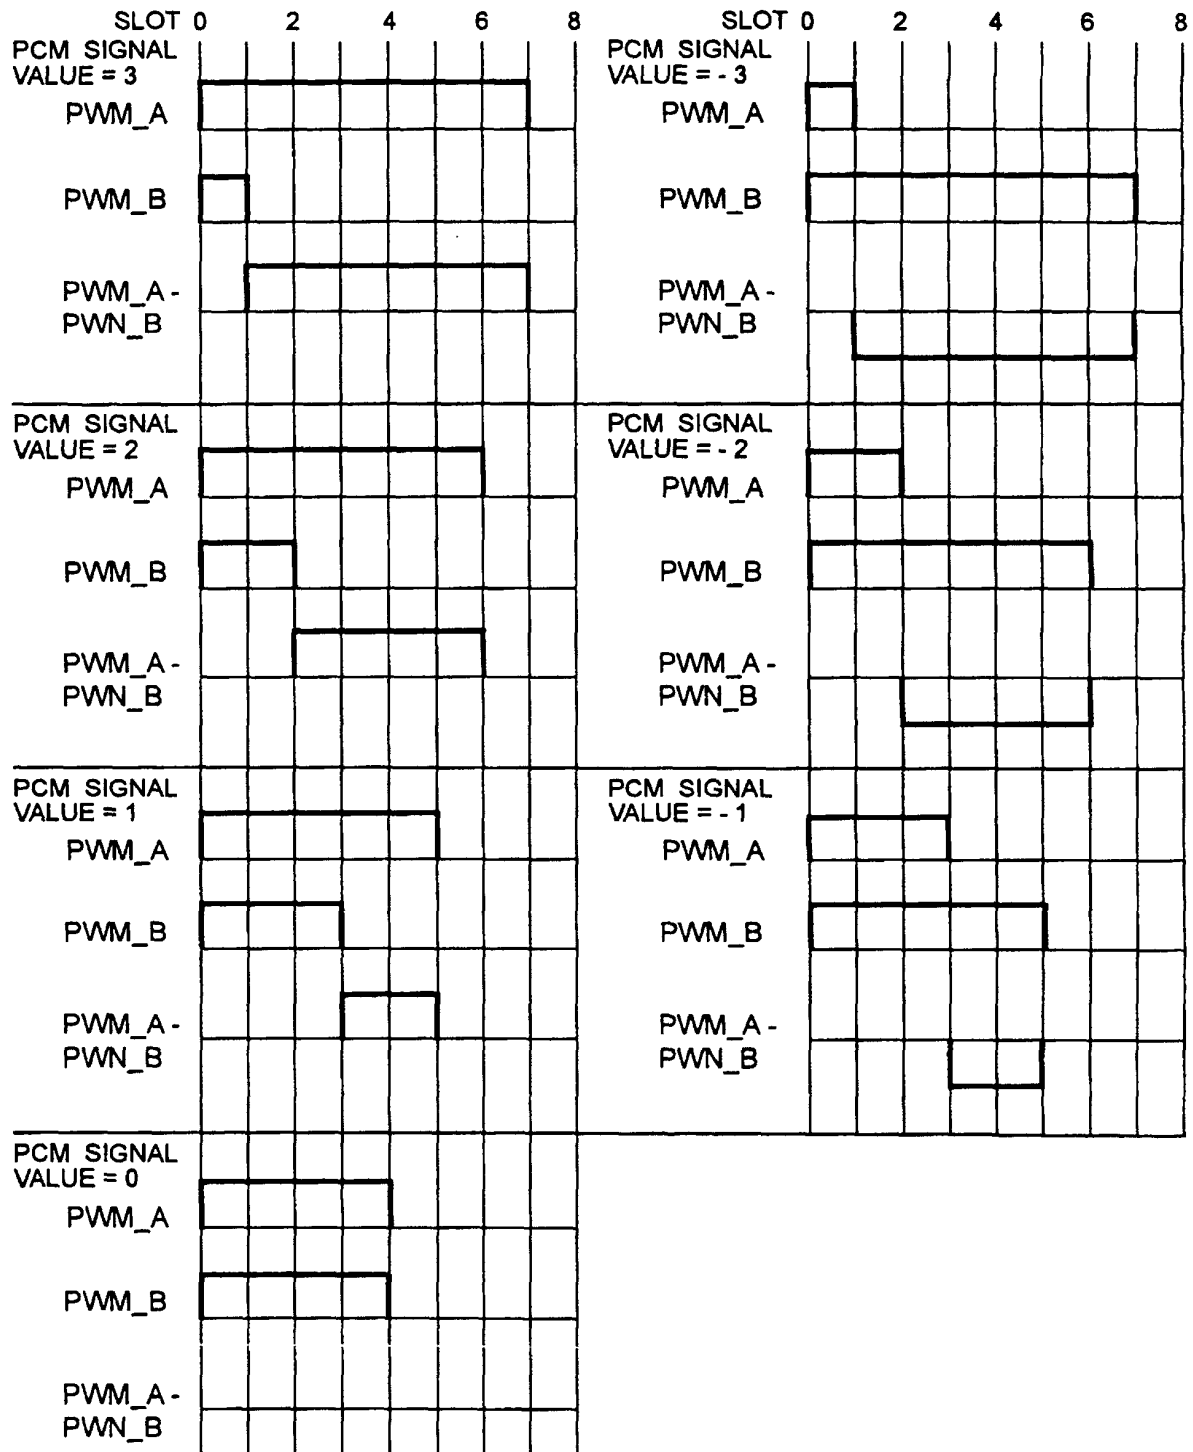 SLOT 0 2 4 6 8
PCM SIGNAL
VALUE = 3
PWM_A
PWM_B
PWM_A -
PWN_B
PCM SIGNAL
VALUE = 2
PWM_A
PWM_B
PWM_A -
PWN_B
PCM SIGNAL
VALUE = 1
PWM_A
PWM_B
PWM_A -
PWN_B
PCM SIGNAL
VALUE = 0
PWM_A
PWM_B
PWM_A -
PWN_B
SLOT 0 2 4 6 8
PCM SIGNAL
VALUE = - 3
PWM_A
PWM_B
PWM_A -
PWN_B
PCM SIGNAL
VALUE = - 2
PWM_A
PWM_B
PWM_A -
PWN_B
PCM SIGNAL
VALUE = - 1
PWM_A
PWM_B
PWM_A -
PWN_B